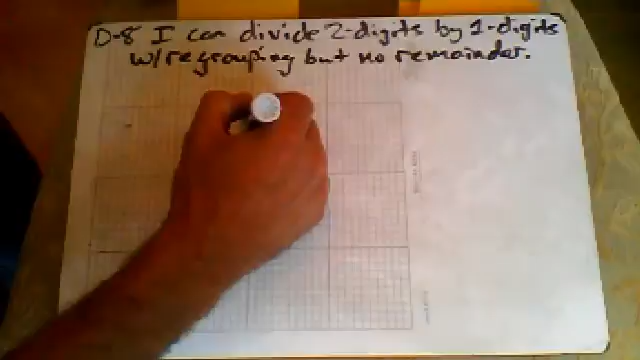 D-8 I can divide 2-digits by 1-digits
w/regrouping but no remainder.